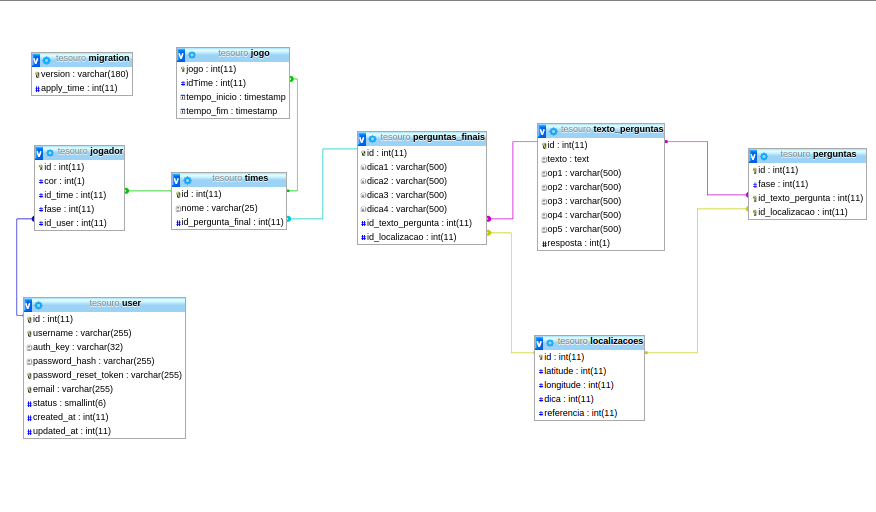 tesouro migration
version : varchar(180)
apply_time : int(11)
tesouro jogo
jogo : int(11)
idTime : int(11)
tempo_inicio : timestamp
tempo_fim : timestamp
tesouro jogador
id : int(11)
cor : int(1)
id_time : int(11)
fase : int(11)
id_user : int(11)
tesouro times
id : int(11)
nome : varchar(25)
id_pergunta_final : int(11)
tesouro perguntas_finais
id : int(11)
dica1 : varchar(500)
dica2 : varchar(500)
dica3 : varchar(500)
dica4 : varchar(500)
id_texto_pergunta : int(11)
id_localizacao : int(11)
tesouro texto_perguntas
id : int(11)
texto : text
op1 : varchar(500)
op2 : varchar(500)
op3 : varchar(500)
op4 : varchar(500)
op5 : varchar(500)
resposta : int(1)
tesouro perguntas
id : int(11)
fase : int(11)
id_texto_pergunta : int(11)
id_localizacao : int(11)
tesouro user
id : int(11)
username : varchar(255)
auth_key : varchar(32)
password_hash : varchar(255)
password_reset_token : varchar(255)
email : varchar(255)
status : smallint(6)
created_at : int(11)
updated_at : int(11)
tesouro localizacoes
id : int(11)
latitude : int(11)
longitude : int(11)
dica : int(11)
referencia : int(11)